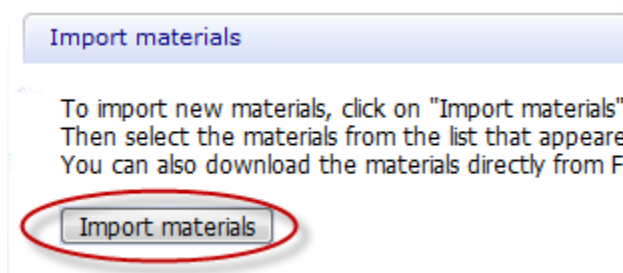 Import materials
To import new materials, click on "Import materials"
Then select the materials from the list that appeare
You can also download the materials directly from F
Import materials